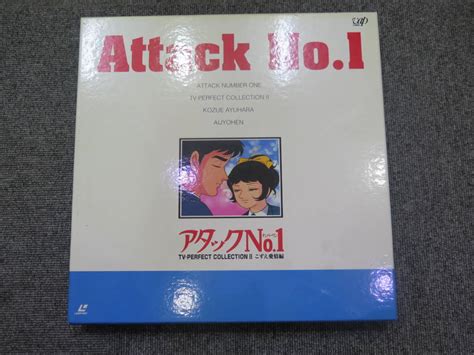 vap
Attack No.1
ATTACK NUMBER ONE
TV-PERFECT COLLECTION II
KOZUE AYUHARA
AIJYOHEN
アタックNo.1
TV-PERFECT COLLECTION II こずえ愛情編